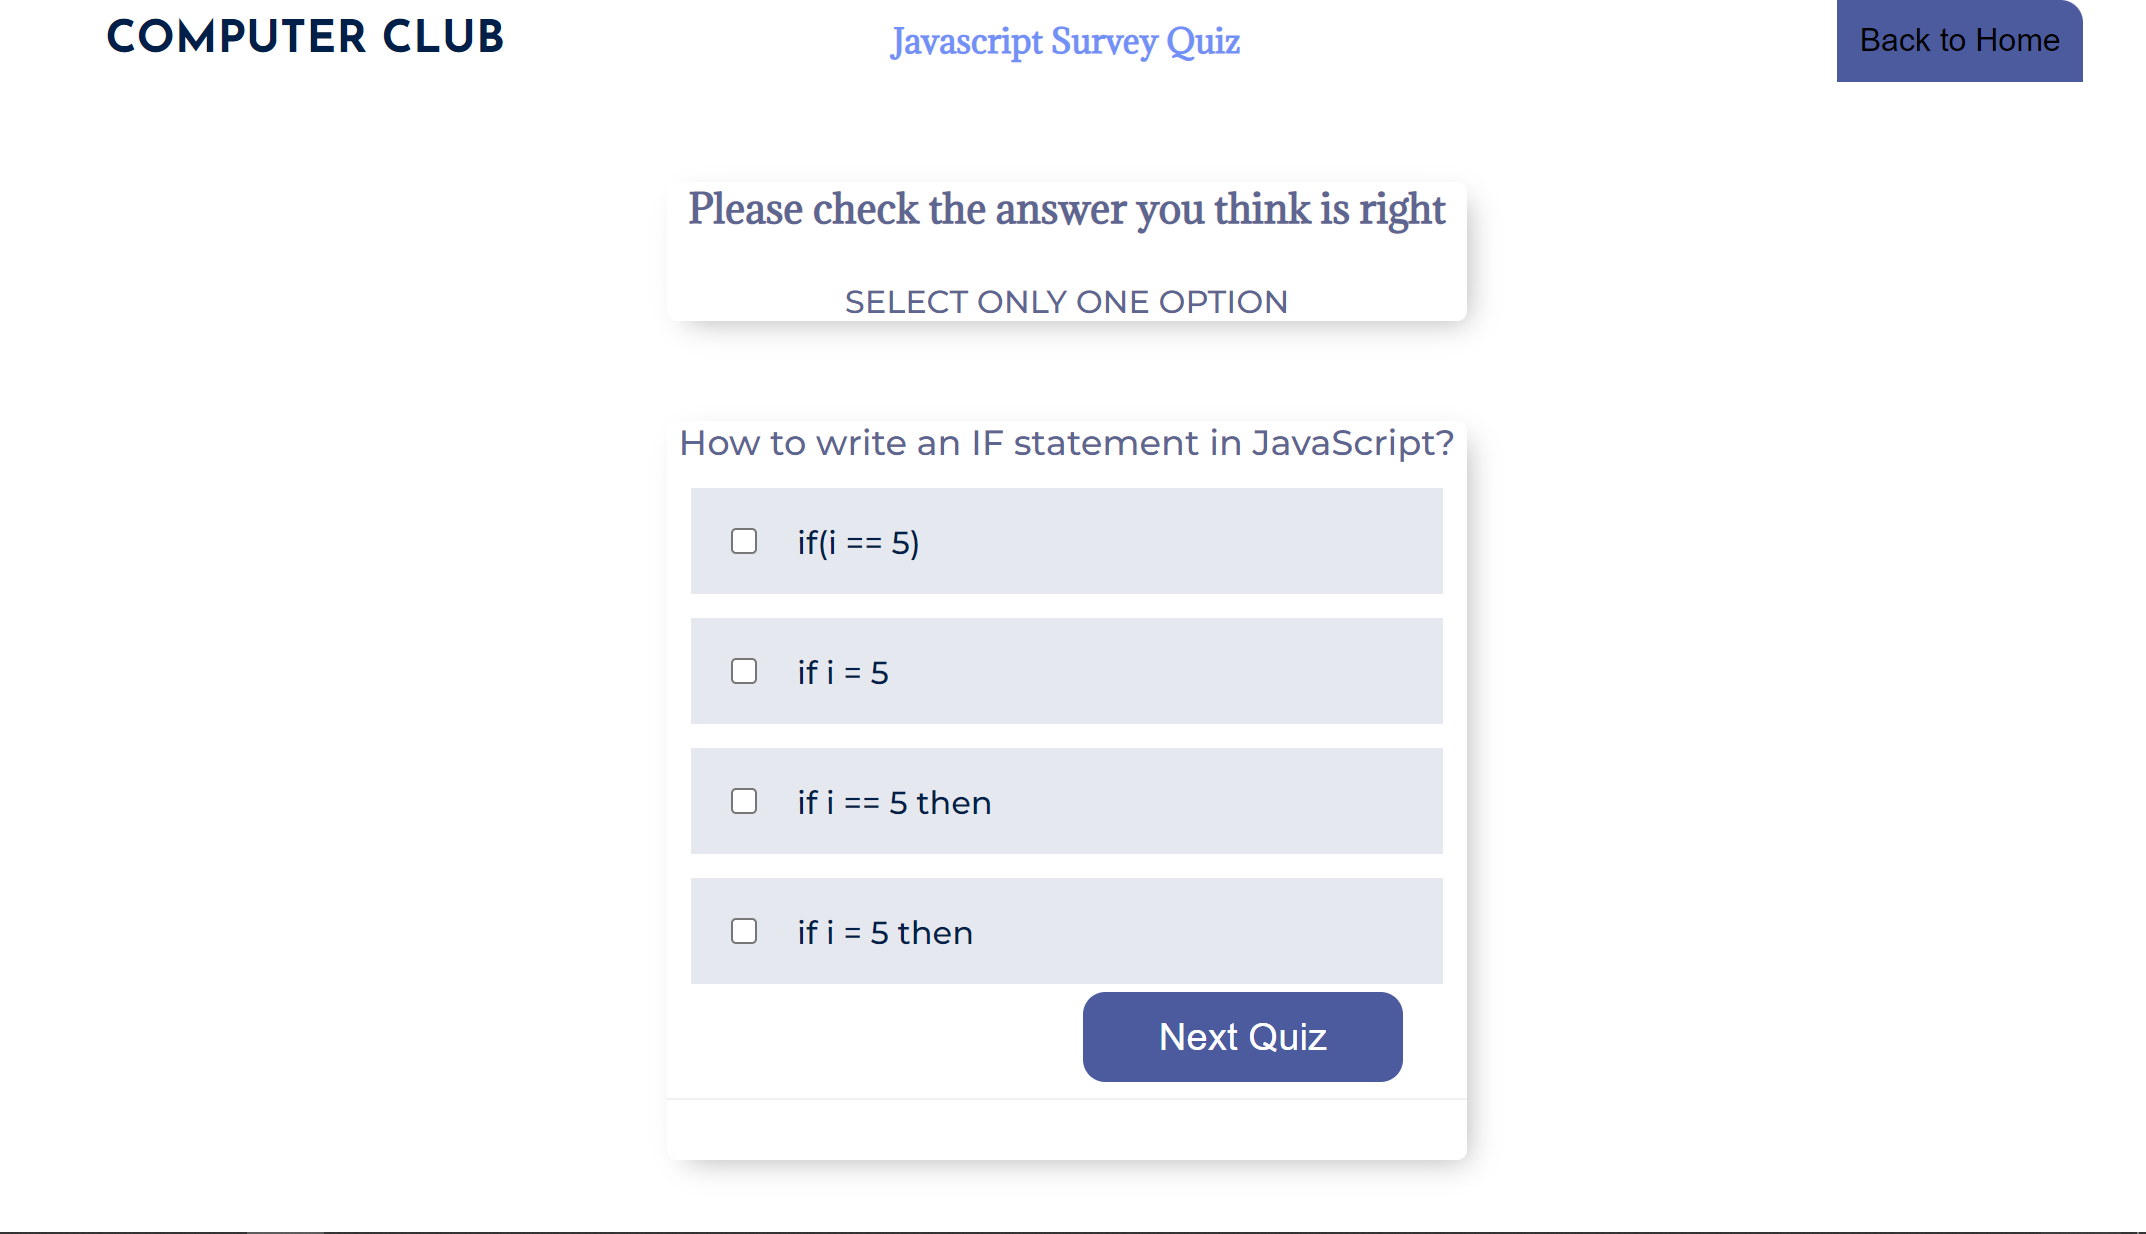 COMPUTER CLUB
Javascript Survey Quiz
Back to Home
Please check the answer you think is right
SELECT ONLY ONE OPTION
How to write an IF statement in JavaScript?
if(i == 5)
if i = 5
if i == 5 then
if i = 5 then
Next Quiz